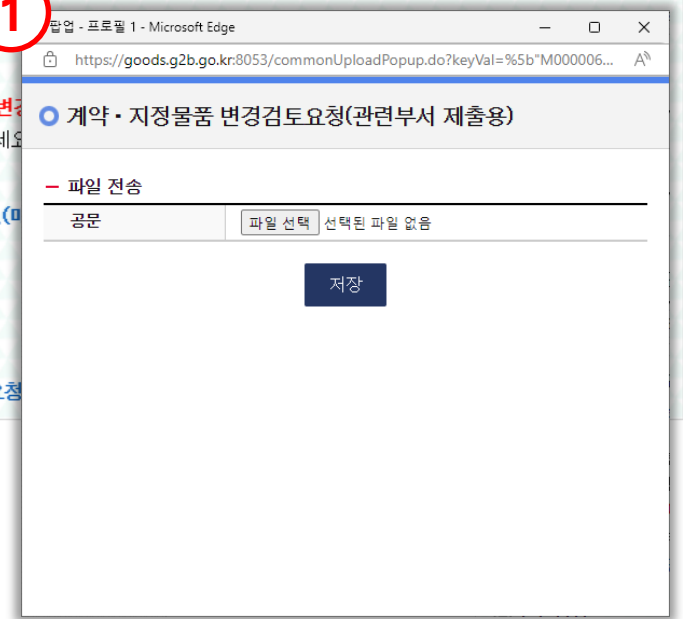 1
팝업 - 프로필 1 - Microsoft Edge
https://goods.g2b.go.kr:8053/commonUploadPopup.do?keyVal=%5b"M000006...
계약・지정물품 변경검토요청(관련부서 제출용)
파일 전송
공문 파일 선택 선택된 파일 없음
저장